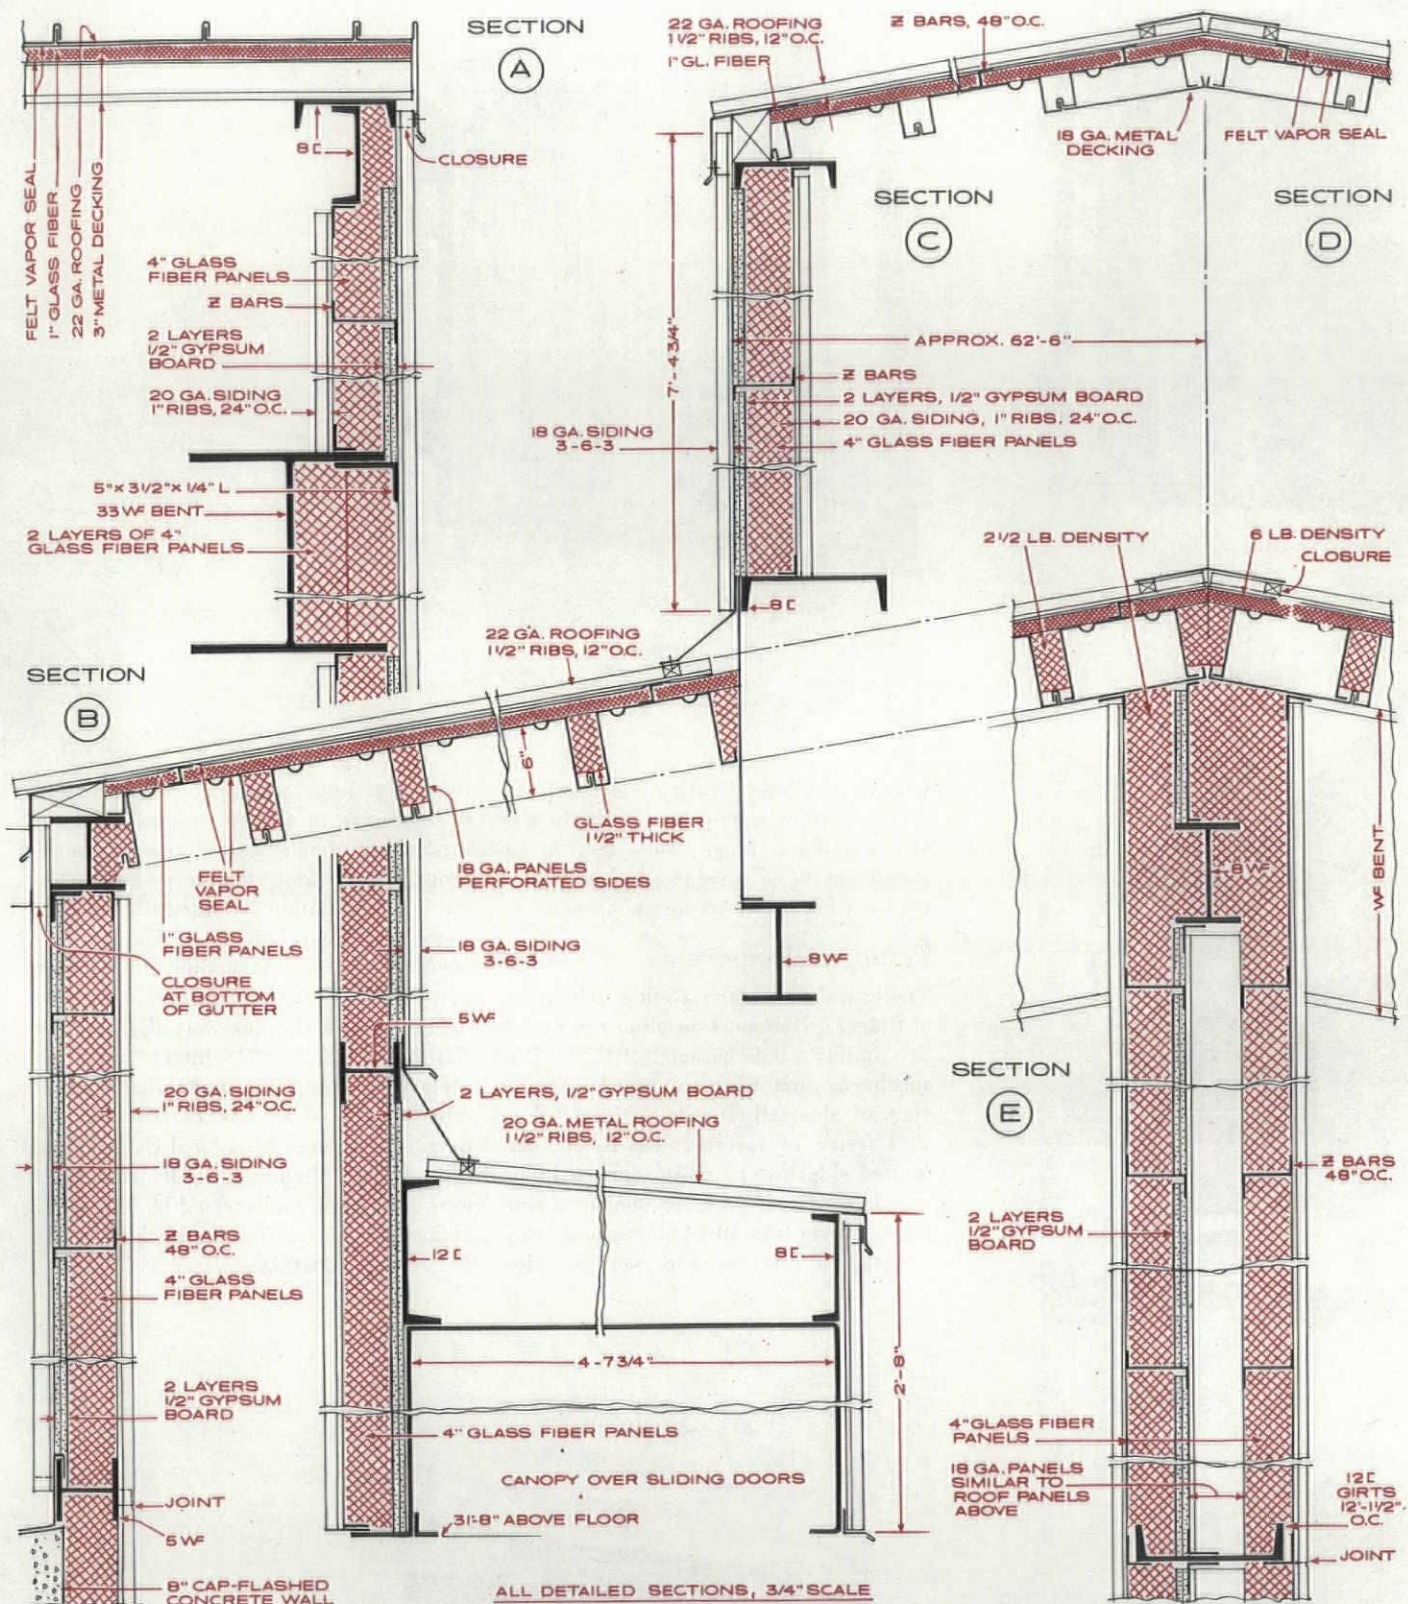 SECTION
A
FELT VAPOR SEAL
1" GLASS FIBER
22 GA. ROOFING
3" METAL DECKING
8 [
CLOSURE
4" GLASS
FIBER PANELS
Z BARS
2 LAYERS
1/2" GYPSUM
BOARD
20 GA. SIDING
1" RIBS, 24" O.C.
5" x 3 1/2" x 1/4" L
33 WF BENT
2 LAYERS OF 4"
GLASS FIBER PANELS
22 GA. ROOFING
1 1/2" RIBS, 12" O.C.
1" GL. FIBER
Z BARS, 48" O.C.
18 GA. METAL
DECKING
FELT VAPOR SEAL
SECTION
C
SECTION
D
7'-4 3/4"
APPROX. 62'-6"
Z BARS
2 LAYERS, 1/2" GYPSUM BOARD
20 GA. SIDING, 1" RIBS, 24" O.C.
4" GLASS FIBER PANELS
18 GA. SIDING
3-6-3
8 [
2 1/2 LB. DENSITY
6 LB. DENSITY
CLOSURE
SECTION
B
22 GA. ROOFING
1 1/2" RIBS, 12" O.C.
6"
GLASS FIBER
1 1/2" THICK
FELT
VAPOR
SEAL
18 GA. PANELS
PERFORATED SIDES
1" GLASS
FIBER PANELS
CLOSURE
AT BOTTOM
OF GUTTER
18 GA. SIDING
3-6-3
8 WF
5 WF
20 GA. SIDING
1" RIBS, 24" O.C.
2 LAYERS, 1/2" GYPSUM BOARD
20 GA. METAL ROOFING
1 1/2" RIBS, 12" O.C.
18 GA. SIDING
3-6-3
Z BARS
48" O.C.
12 [
8 [
4" GLASS
FIBER PANELS
4-7 3/4"
2'-8"
2 LAYERS
1/2" GYPSUM
BOARD
4" GLASS FIBER PANELS
CANOPY OVER SLIDING DOORS
JOINT
31'-8" ABOVE FLOOR
5 WF
8" CAP-FLASHED
CONCRETE WALL
ALL DETAILED SECTIONS, 3/4" SCALE
WF BENT
8 WF
SECTION
E
Z BARS
48" O.C.
2 LAYERS
1/2" GYPSUM
BOARD
4" GLASS FIBER
PANELS
18 GA. PANELS
SIMILAR TO
ROOF PANELS
ABOVE
12 [
GIRTS
12'-1 1/2"
O.C.
JOINT